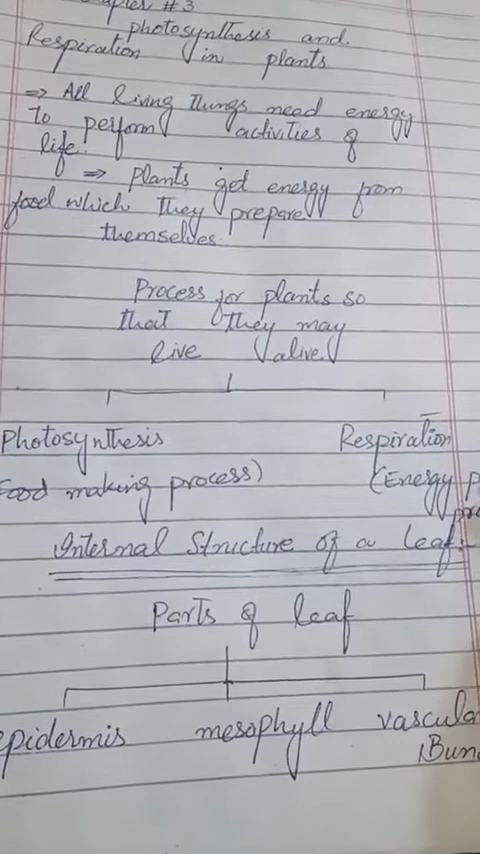 #3
photosynthesis and
Respiration in plants
⇒ All living things need energy
To perform activities of
life.
⇒ plants get energy from
food which they prepare
themselves.
Process for plants so
that they may
live alive
Photosynthesis Respiration
Food making process) (Energy
Internal Structure of a leaf:
Parts of leaf
epidermis mesophyll vascula
Bun